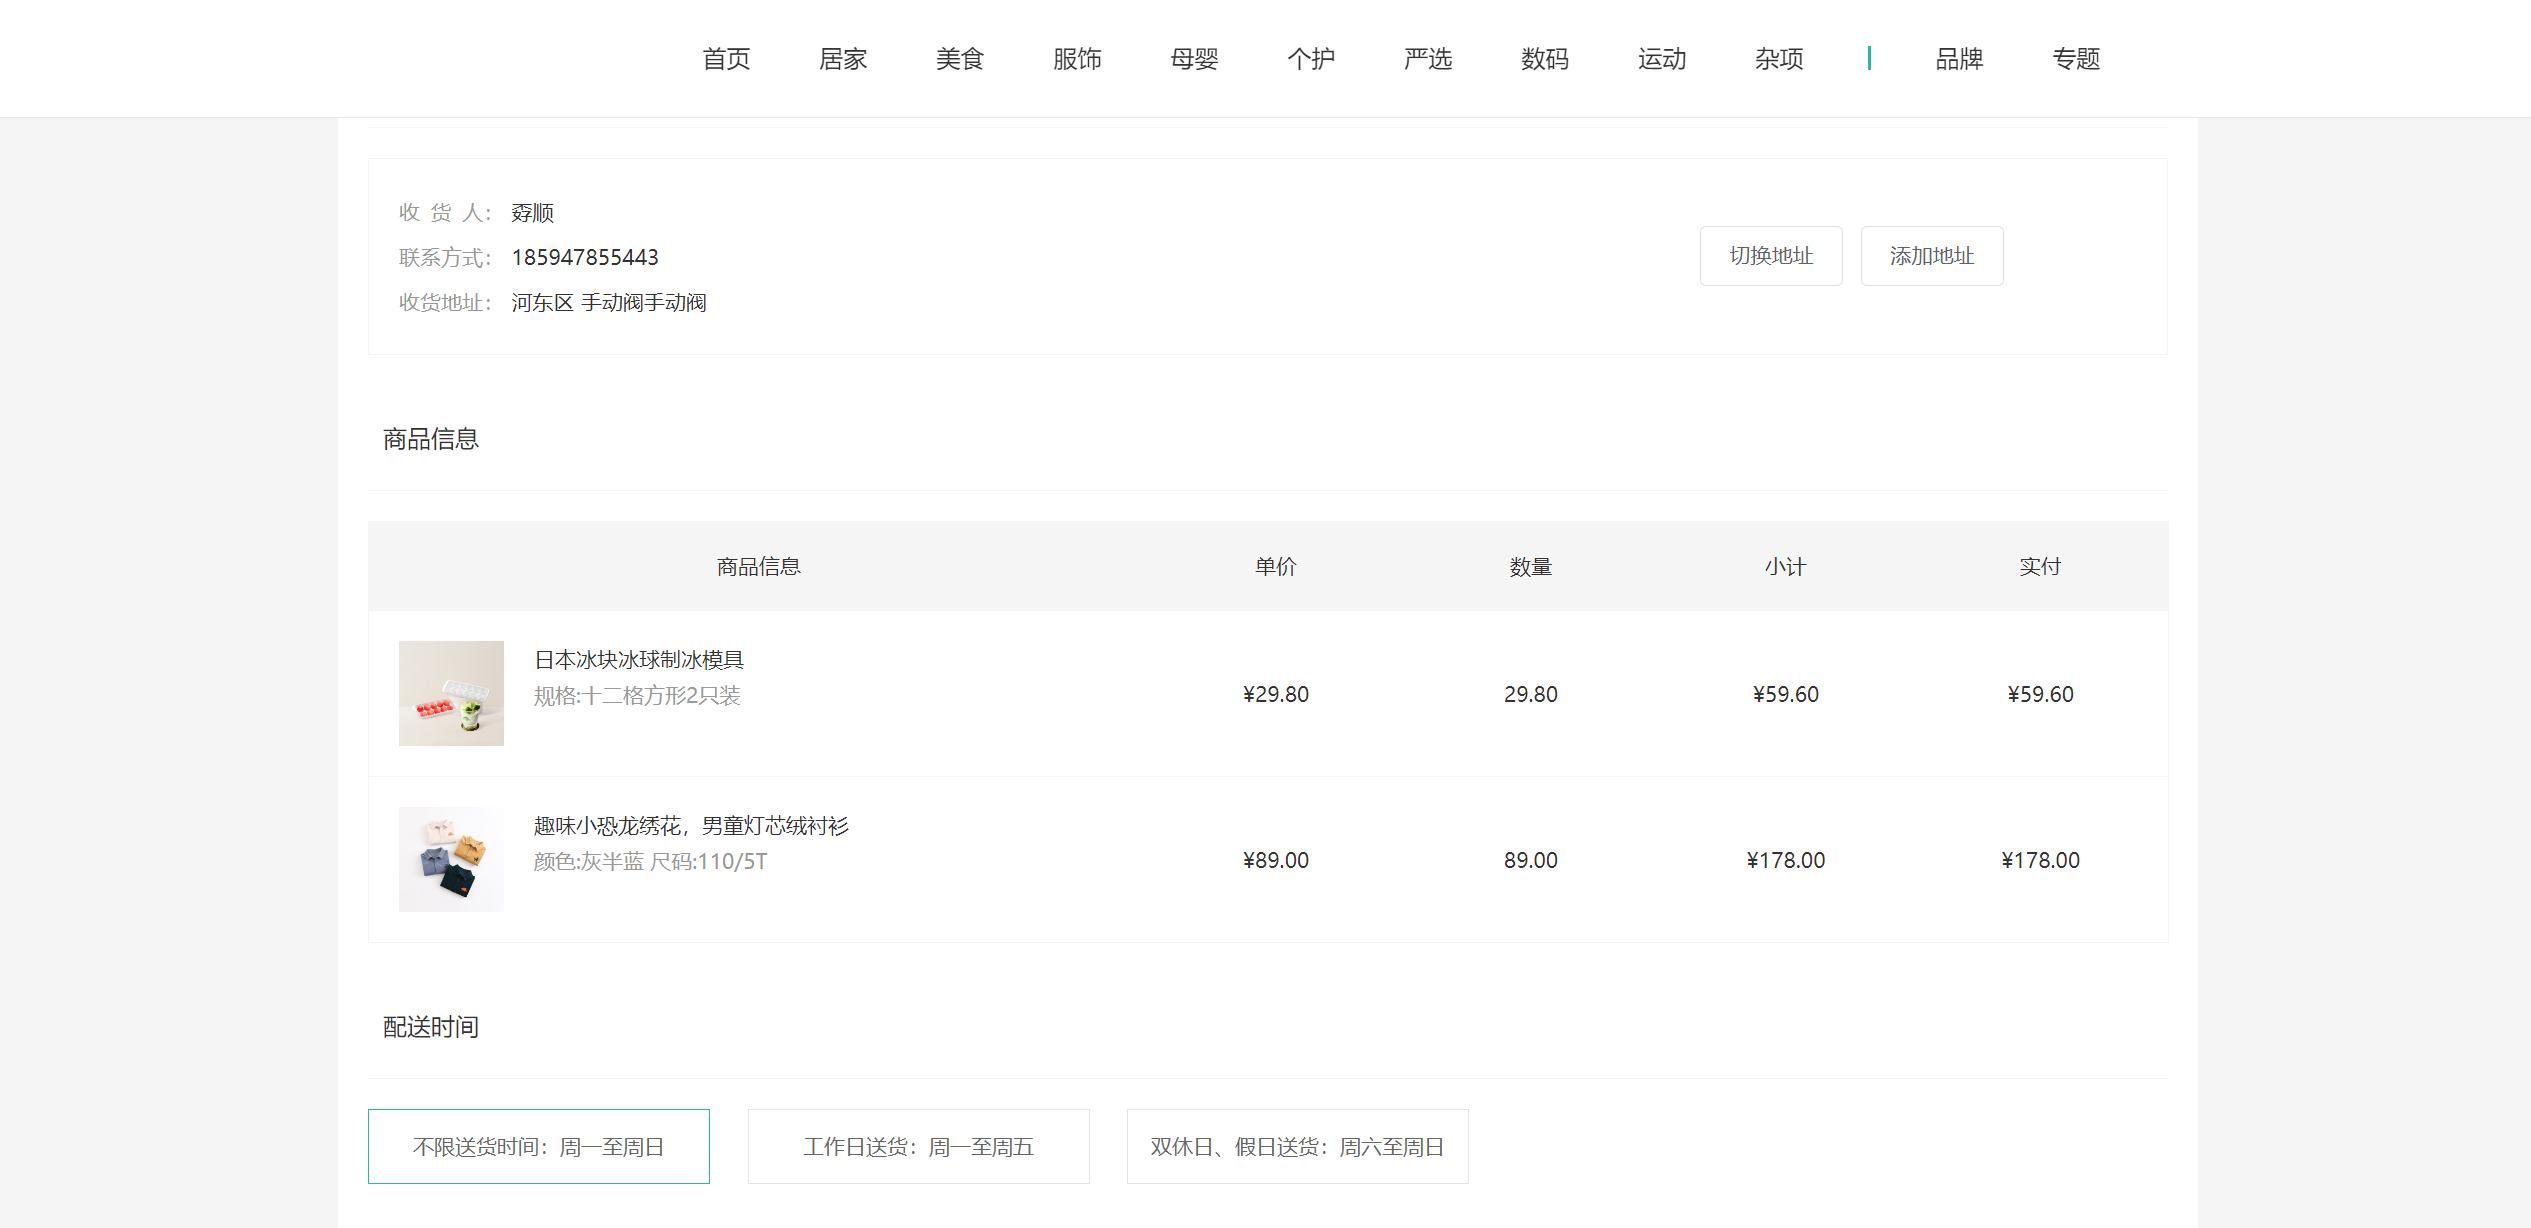 首页 居家 美食 服饰 母婴 个护 严选 数码 运动 杂项 | 品牌 专题
收 货 人： 孬顺
联系方式： 185947855443
收货地址： 河东区 手动阀手动阀
切换地址 添加地址
商品信息
商品信息 单价 数量 小计 实付
日本冰块冰球制冰模具
规格:十二格方形2只装
¥29.80 29.80 ¥59.60 ¥59.60
趣味小恐龙绣花，男童灯芯绒衬衫
颜色:灰半蓝 尺码:110/5T
¥89.00 89.00 ¥178.00 ¥178.00
配送时间
不限送货时间：周一至周日
工作日送货：周一至周五
双休日、假日送货：周六至周日